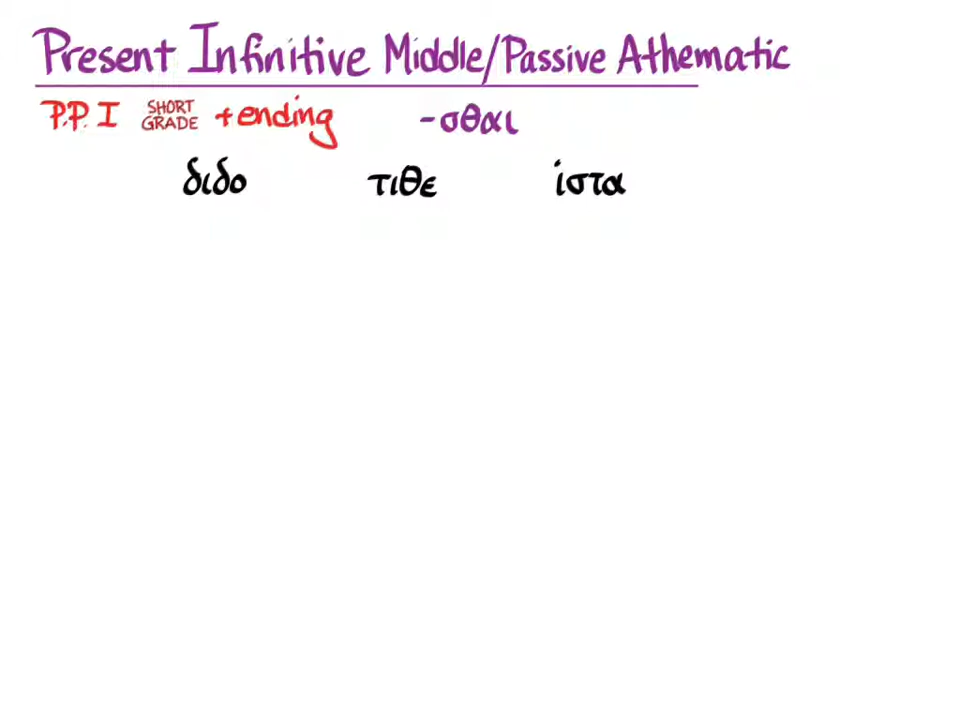 Present Infinitive Middle/Passive Athematic
P.P. I SHORT GRADE + ending -σθαι
διδο τιθε ἱστα